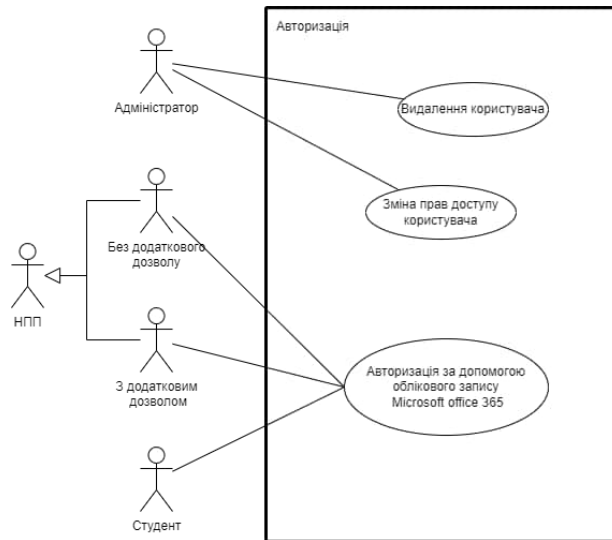 Авторизація
Адміністратор
Видалення користувача
Зміна прав доступу
користувача
Без додаткового
дозволу
НПП
З додатковим
дозволом
Авторизація за допомогою
облікового запису
Microsoft office 365
Студент